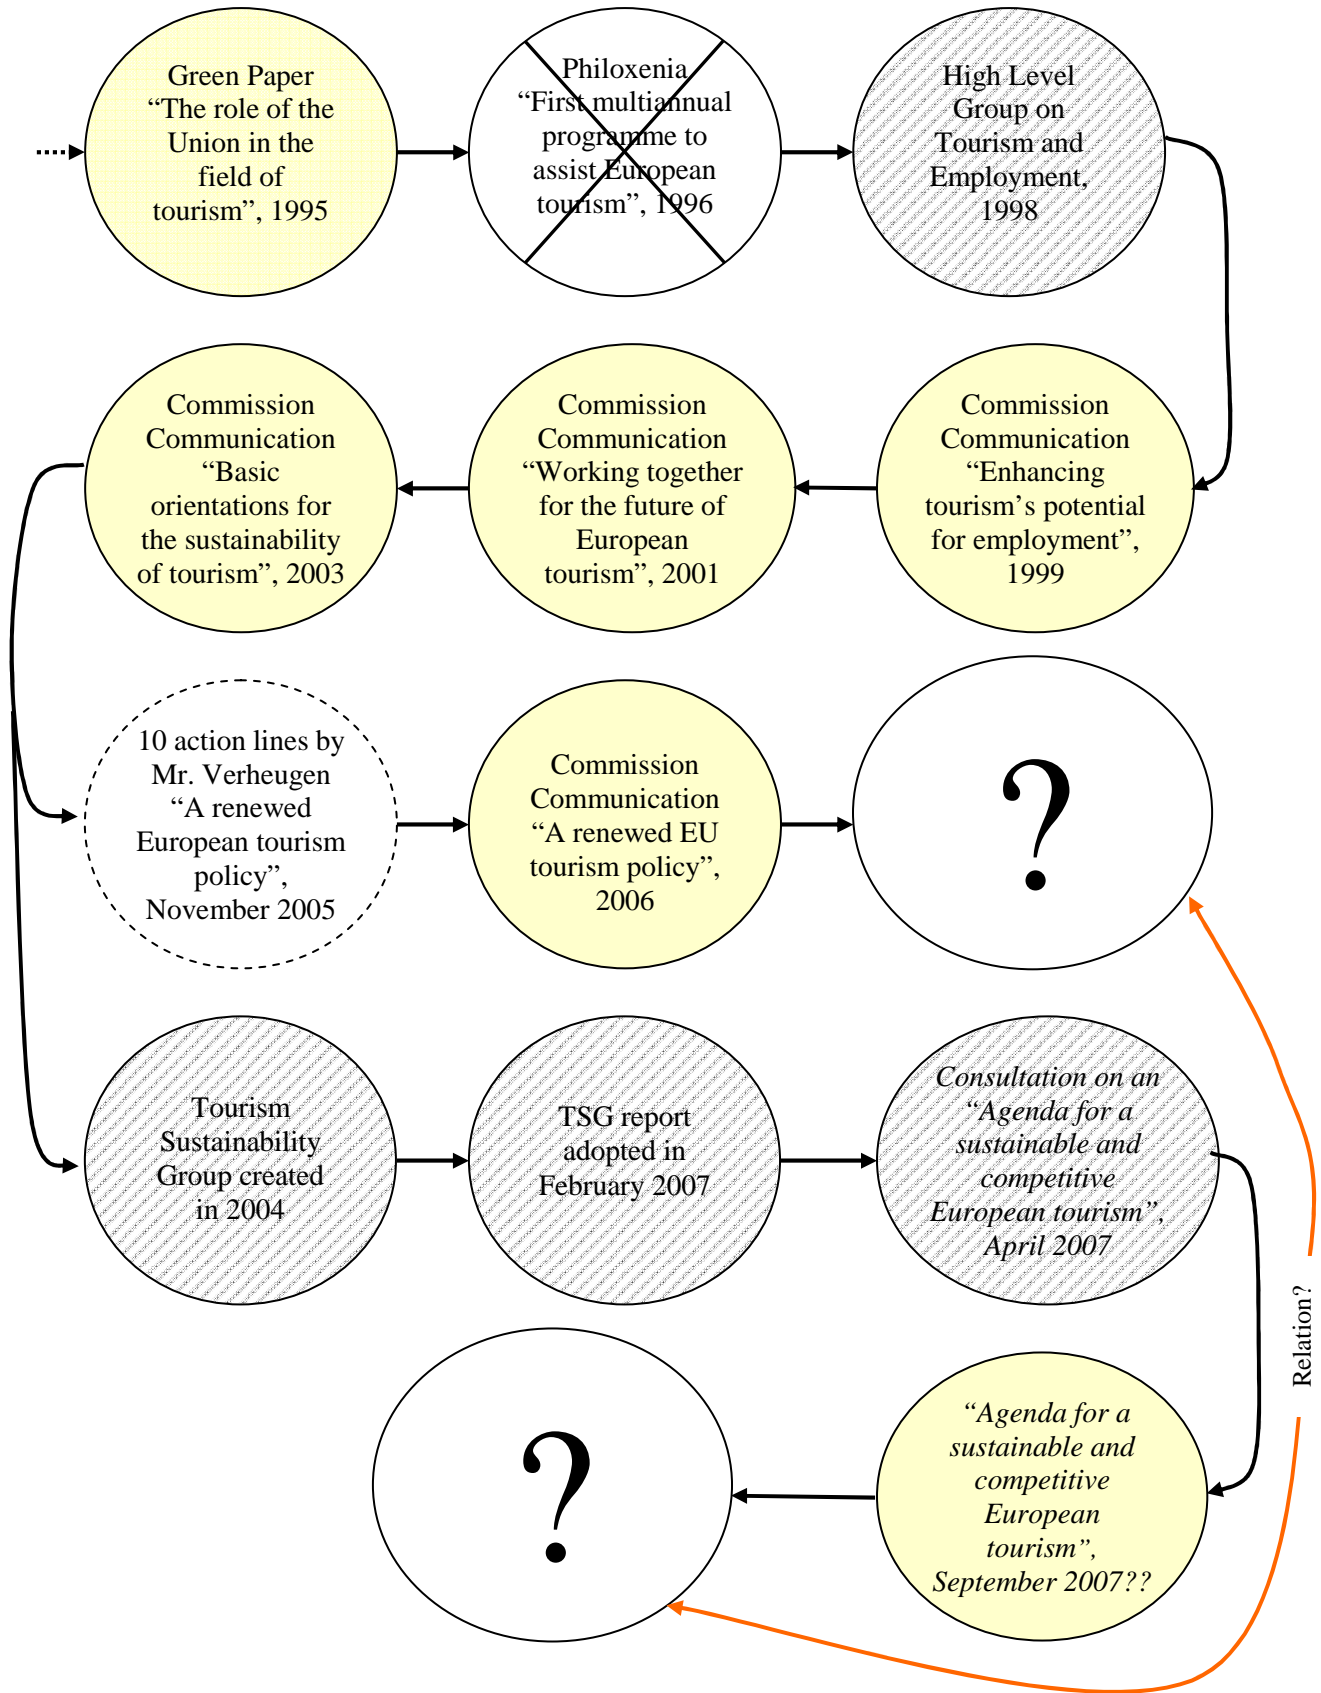 Green Paper
“The role of the
Union in the
field of
tourism”, 1995
Philoxenia
“First multiannual
programme to
assist European
tourism”, 1996
High Level
Group on
Tourism and
Employment,
1998
Commission
Communication
“Basic
orientations for
the sustainability
of tourism”, 2003
Commission
Communication
“Working together
for the future of
European
tourism”, 2001
Commission
Communication
“Enhancing
tourism’s potential
for employment”,
1999
10 action lines by
Mr. Verheugen
“A renewed
European tourism
policy”,
November 2005
Commission
Communication
“A renewed EU
tourism policy”,
2006
?
Tourism
Sustainability
Group created
in 2004
TSG report
adopted in
February 2007
Consultation on an
“Agenda for a
sustainable and
competitive
European tourism”,
April 2007
Relation?
?
“Agenda for a
sustainable and
competitive
European
tourism”,
September 2007??